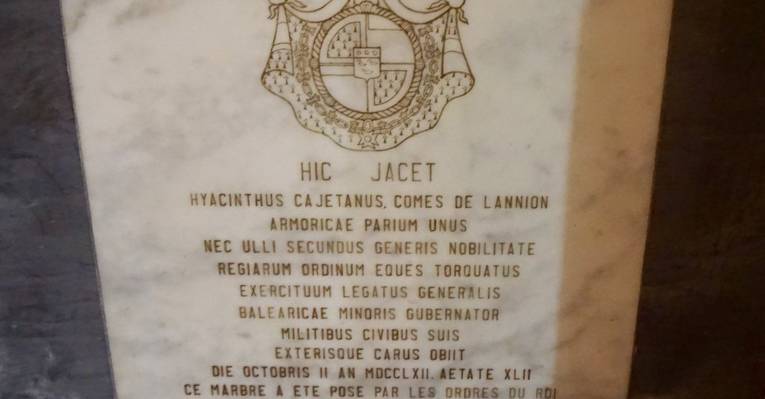 HIC JACET
HYACINTHUS CAJETANUS, COMES DE LANNION
ARMORICAE PARIUM UNUS
NEC ULLI SECUNDUS GENERIS NOBILITATE
REGIARUM ORDINUM EQUES TORQUATUS
EXERCITUUM LEGATUS GENERALIS
BALEARICAE MINORIS GUBERNATOR
MILITIBUS CIVIBUS SUIS
EXTERISQUE CARUS OBIIT
DIE OCTOBRIS II AN MDCCLXII. AETATE XLII
CE MARBRE A ETE POSE PAR LES ORDRES DU ROI